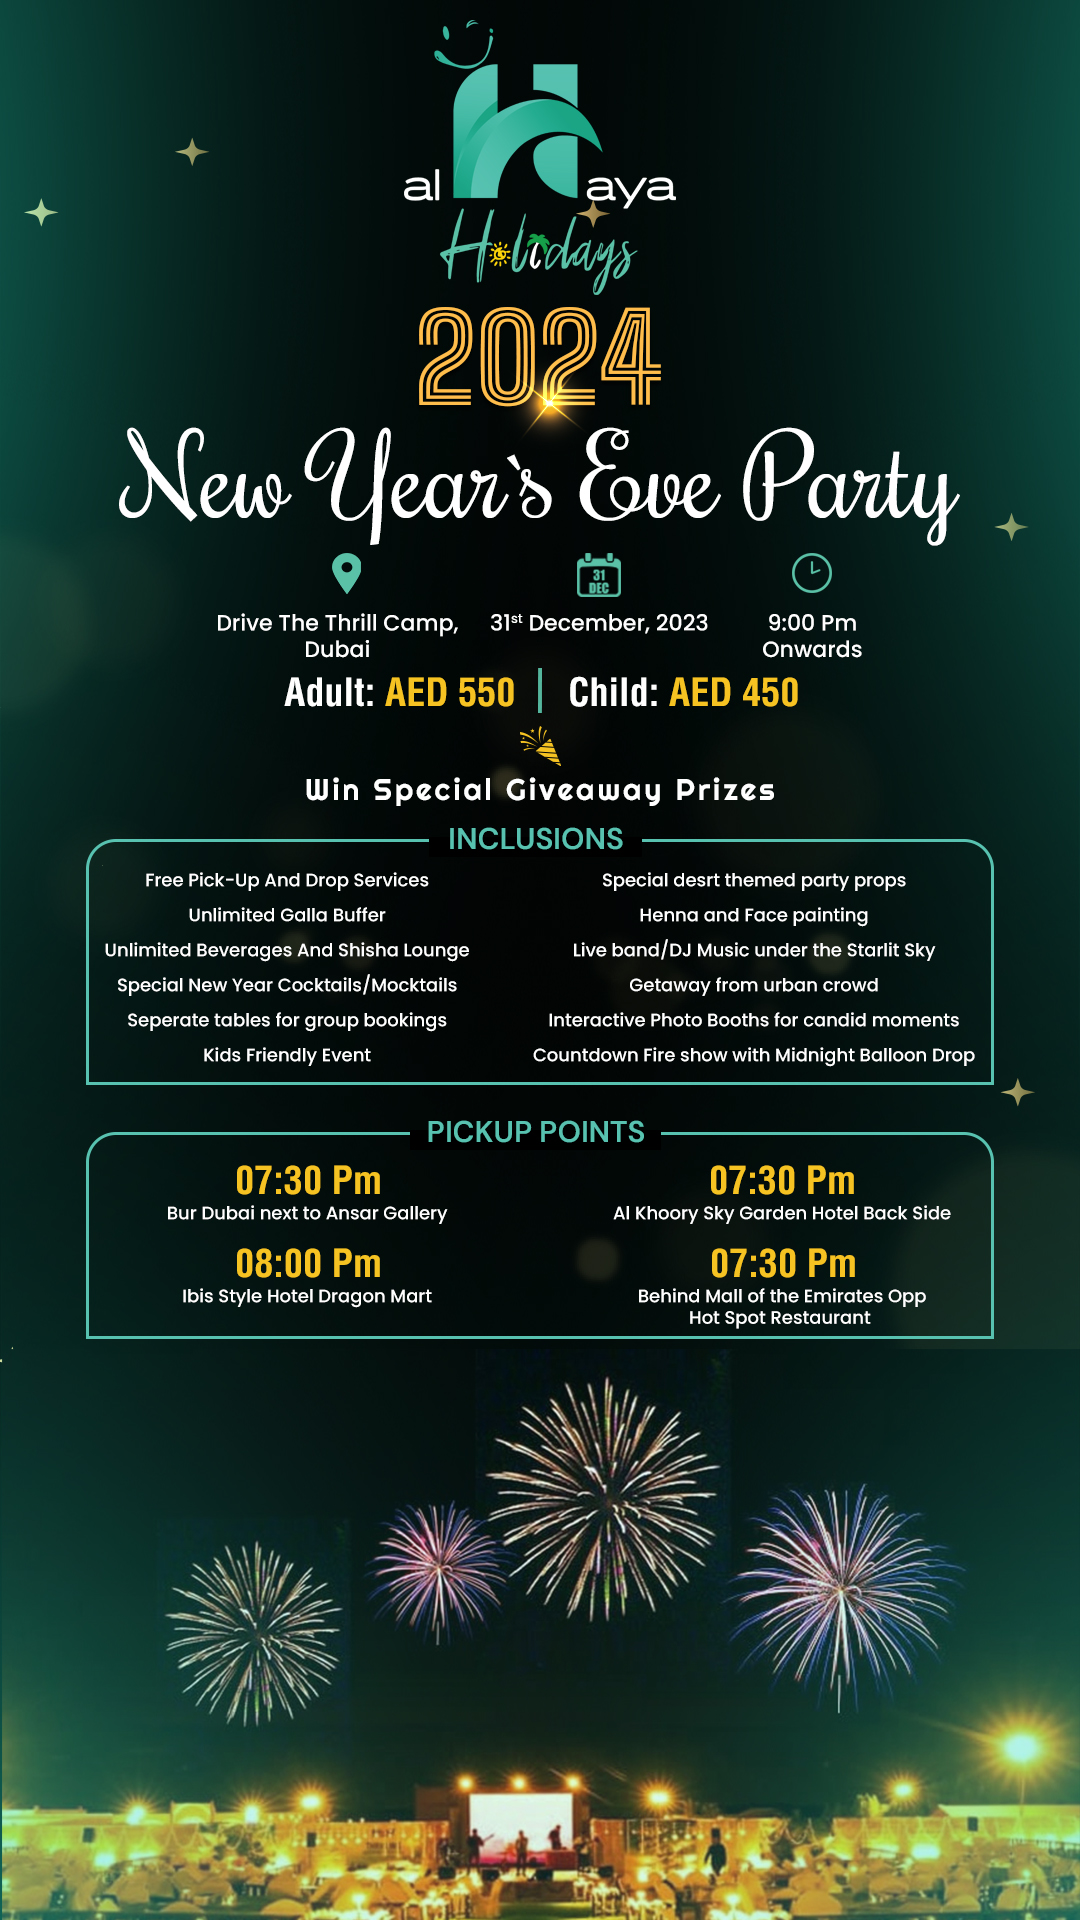 al Haya
Holidays
2024
New Year's Eve Party
31
DEC
Drive The Thrill Camp,
Dubai
31st December, 2023
9:00 Pm
Onwards
Adult: AED 550 | Child: AED 450
Win Special Giveaway Prizes
INCLUSIONS
Free Pick-Up And Drop Services
Unlimited Galla Buffer
Unlimited Beverages And Shisha Lounge
Special New Year Cocktails/Mocktails
Seperate tables for group bookings
Kids Friendly Event
Special desrt themed party props
Henna and Face painting
Live band/DJ Music under the Starlit Sky
Getaway from urban crowd
Interactive Photo Booths for candid moments
Countdown Fire show with Midnight Balloon Drop
PICKUP POINTS
07:30 Pm
Bur Dubai next to Ansar Gallery
07:30 Pm
Al Khoory Sky Garden Hotel Back Side
08:00 Pm
Ibis Style Hotel Dragon Mart
07:30 Pm
Behind Mall of the Emirates Opp
Hot Spot Restaurant